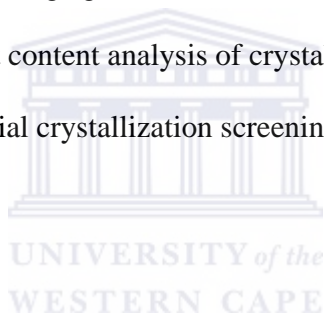 content analysis of crysta
ial crystallization screenin
UNIVERSITY of the
WESTERN CAPE